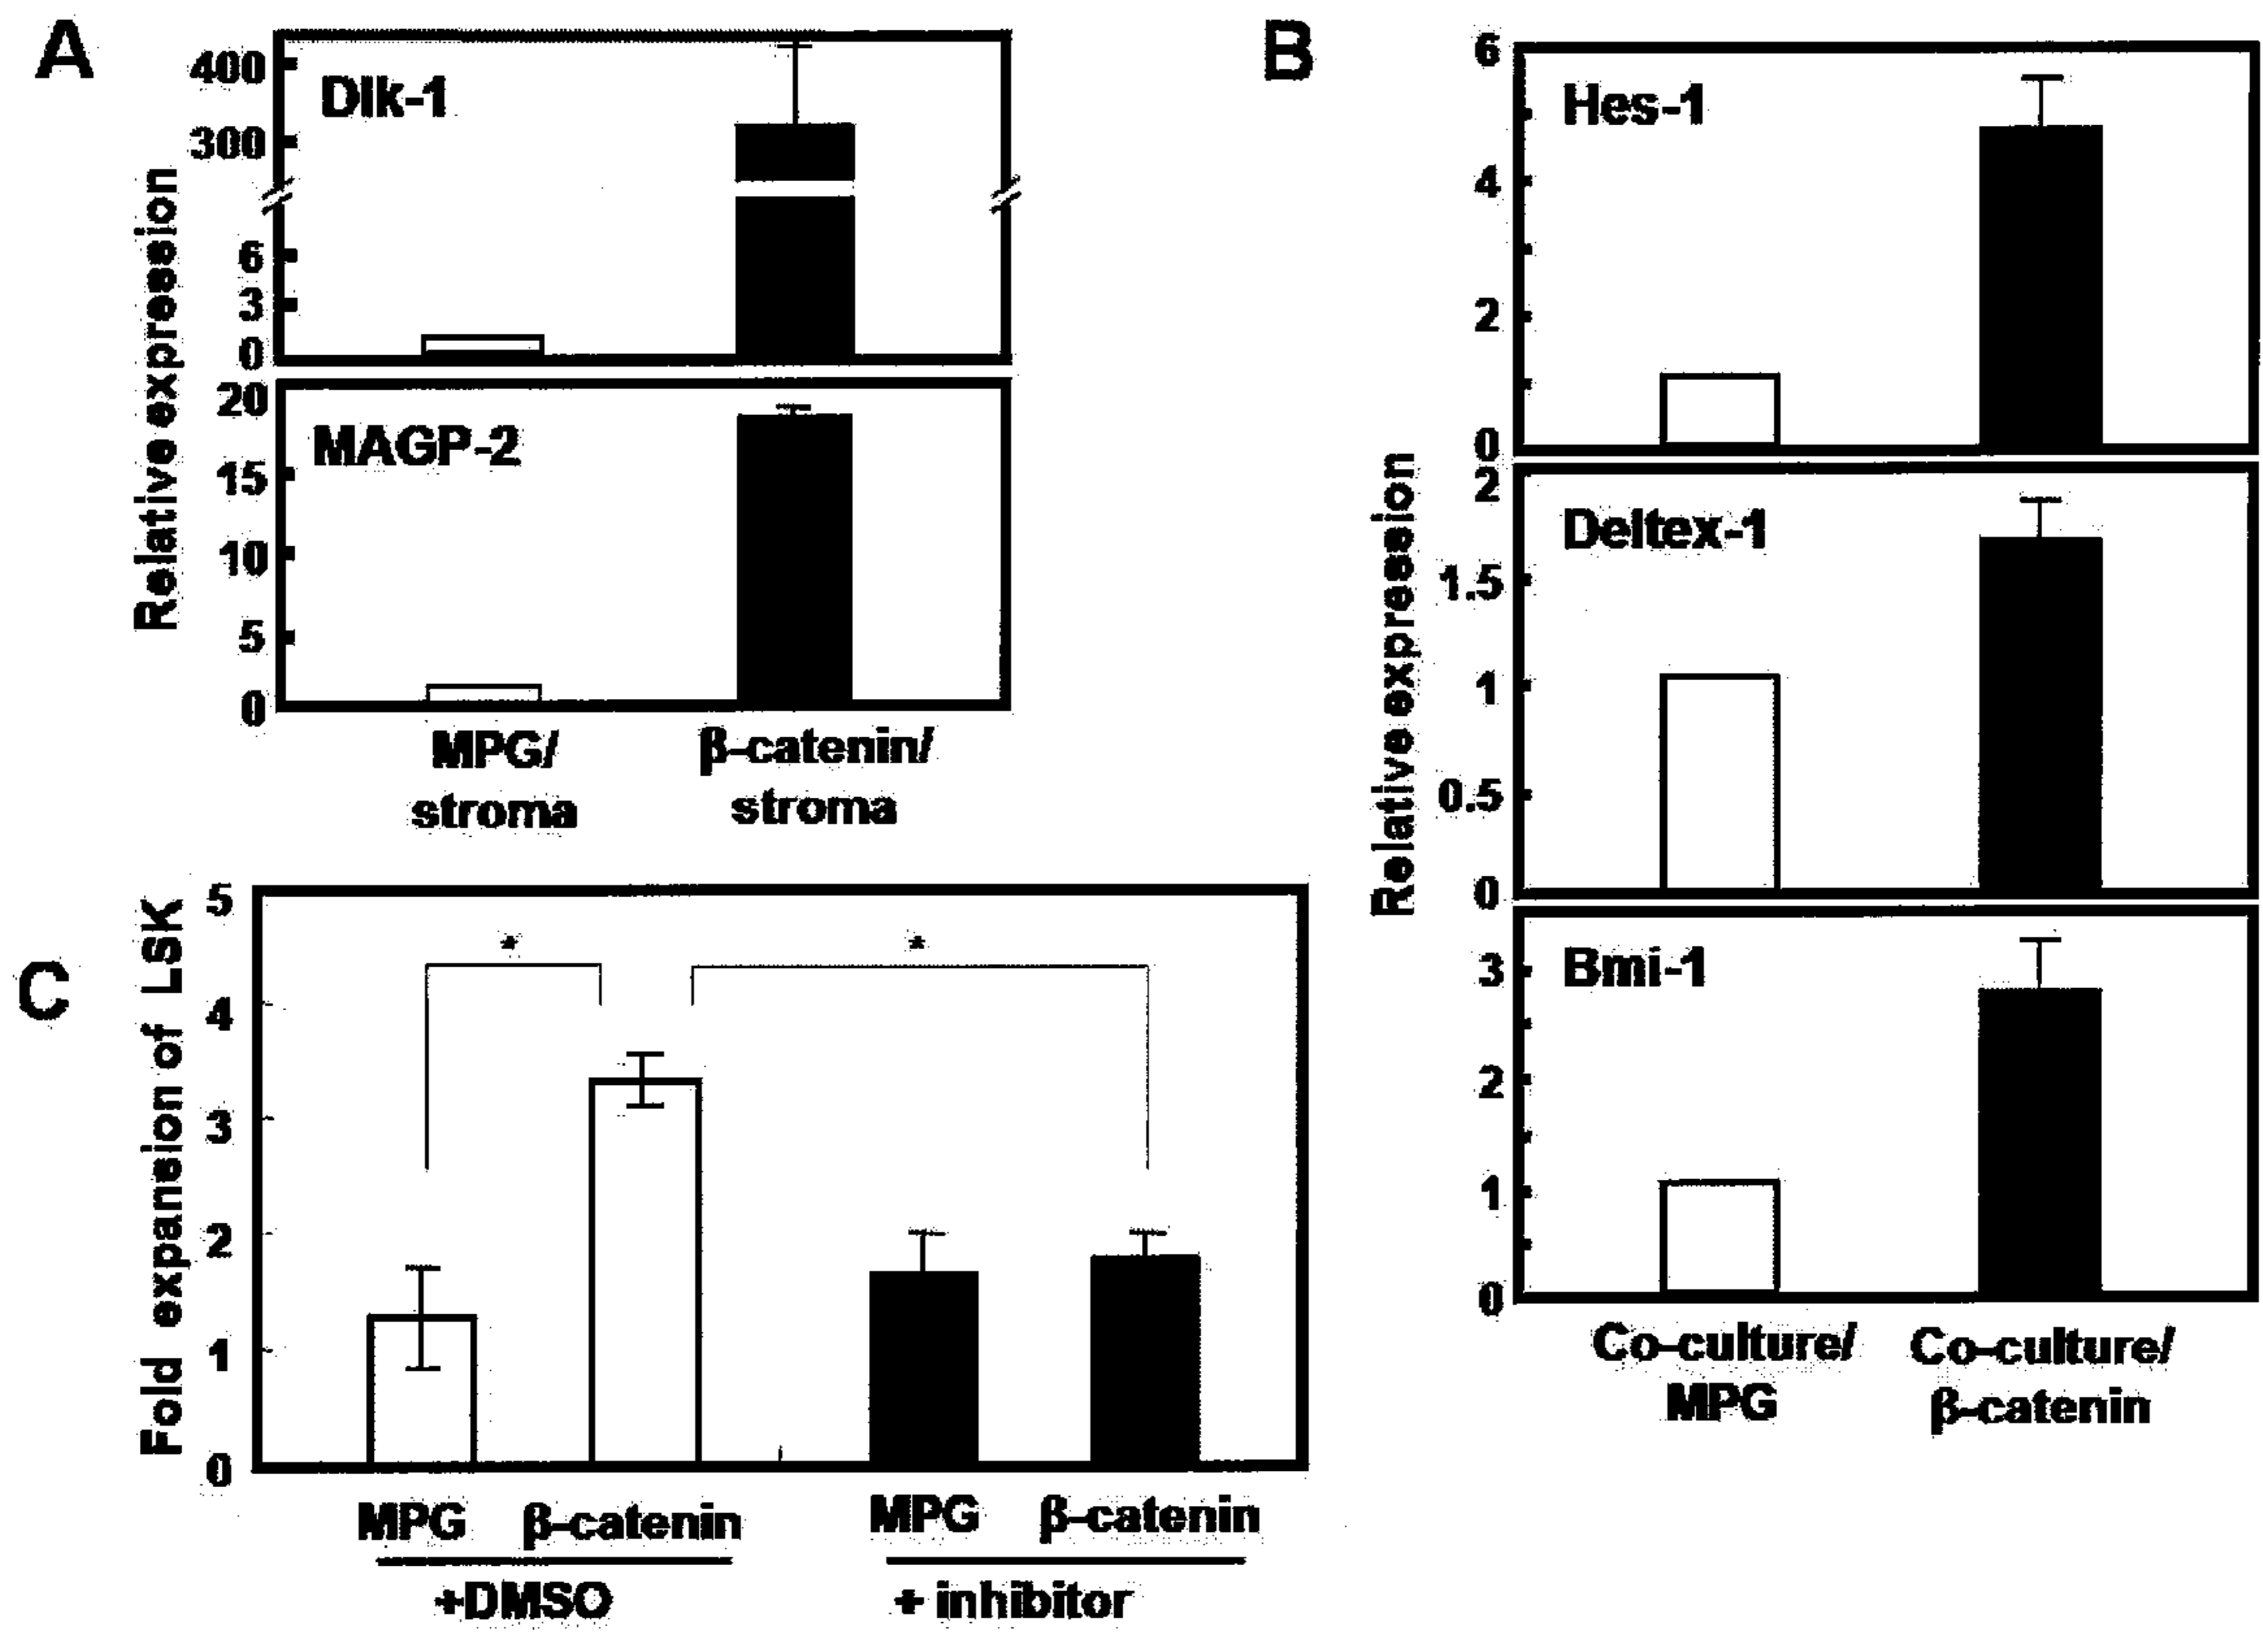 A
Relative expression
Dlk-1
400
300
6
3
0
MAGP-2
20
15
10
5
0
MPG/
stroma
β-catenin/
stroma
B
Relative expression
Hes-1
6
4
2
0
Deltex-1
2
1.5
1
0.5
0
Bmi-1
3
2
1
0
Co-culture/
MPG
Co-culture/
β-catenin
C
Fold expansion of LSK
5
4
3
2
1
0
*
*
MPG β-catenin MPG β-catenin
+DMSO + inhibitor